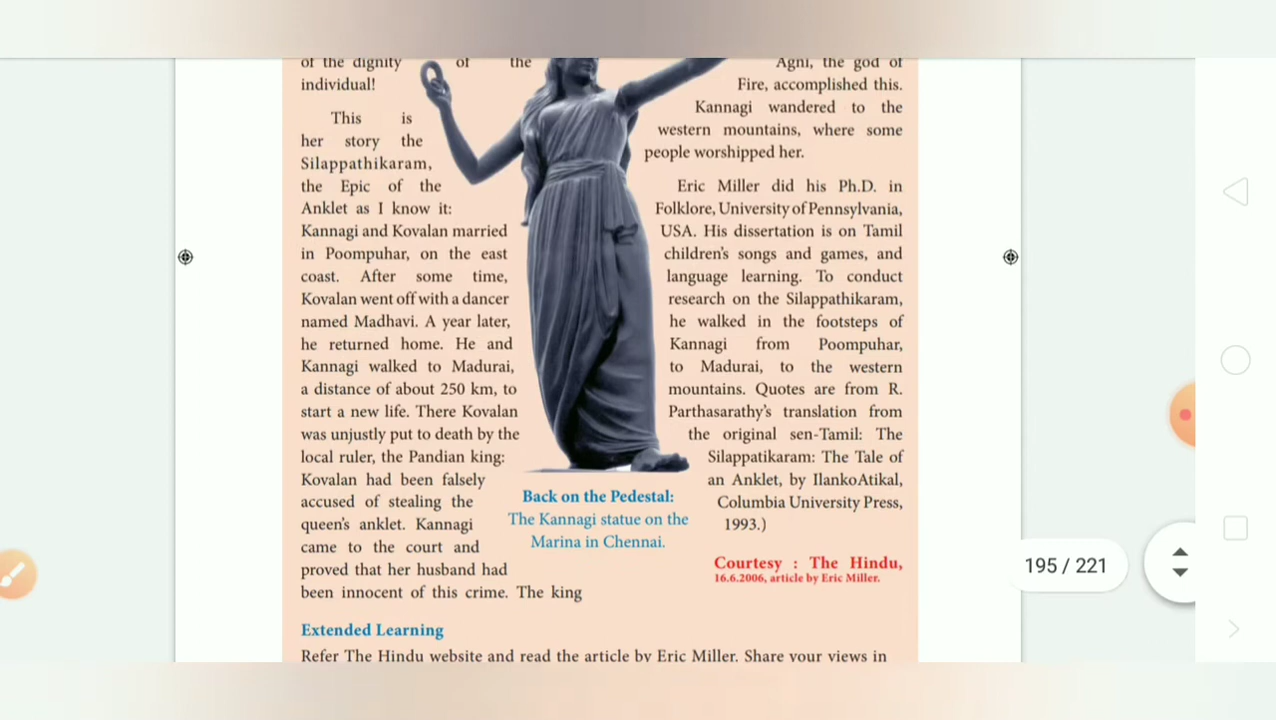 of the dignity of the
individual!
This is
her story the
Silappathikaram,
the Epic of the
Anklet as I know it:
Kannagi and Kovalan married
in Poompuhar, on the east
coast. After some time,
Kovalan went off with a dancer
named Madhavi. A year later,
he returned home. He and
Kannagi walked to Madurai,
a distance of about 250 km, to
start a new life. There Kovalan
was unjustly put to death by the
local ruler, the Pandian king:
Kovalan had been falsely
accused of stealing the
queen's anklet. Kannagi
came to the court and
proved that her husband had
been innocent of this crime. The king
Agni, the god of
Fire, accomplished this.
Kannagi wandered to the
western mountains, where some
people worshipped her.
Eric Miller did his Ph.D. in
Folklore, University of Pennsylvania,
USA. His dissertation is on Tamil
children's songs and games, and
language learning. To conduct
research on the Silappathikaram,
he walked in the footsteps of
Kannagi from Poompuhar,
to Madurai, to the western
mountains. Quotes are from R.
Parthasarathy's translation from
the original sen-Tamil: The
Silappatikaram: The Tale of
an Anklet, by IlankoAtikal,
Columbia University Press,
1993.)
Back on the Pedestal:
The Kannagi statue on the
Marina in Chennai.
Courtesy : The Hindu,
16.6.2006, article by Eric Miller.
Extended Learning
Refer The Hindu website and read the article by Eric Miller. Share your views in
195 / 221